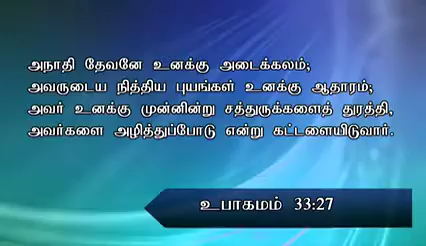 அநாதி தேவனே உனக்கு அடைக்கலம்;
அவருடைய நித்திய புயங்கள் உனக்கு ஆதாரம்;
அவர் உனக்கு முன்னின்று சத்துருக்களைத் துரத்தி,
அவர்களை அழித்துப்போடு என்று கட்டளையிடுவார்.
உபாகமம் 33:27